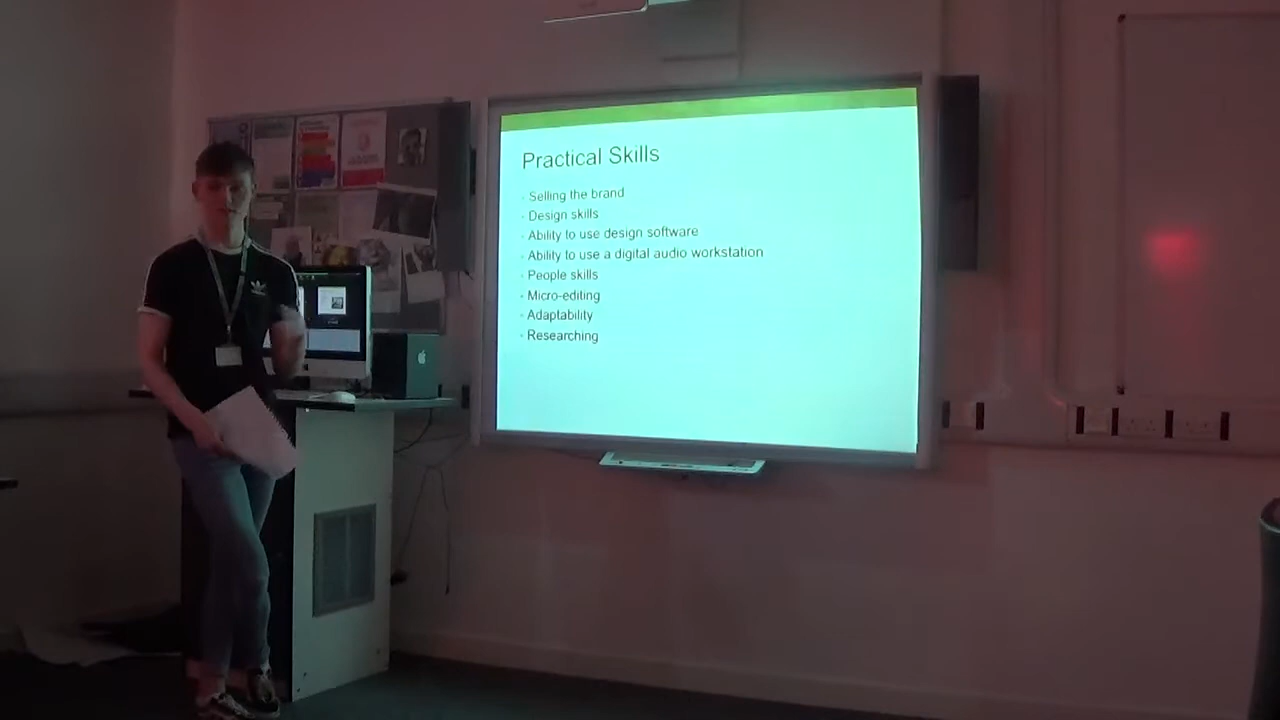 Practical Skills
- Selling the brand
- Design skills
- Ability to use design software
- Ability to use a digital audio workstation
- People skills
- Micro-editing
- Adaptability
- Researching